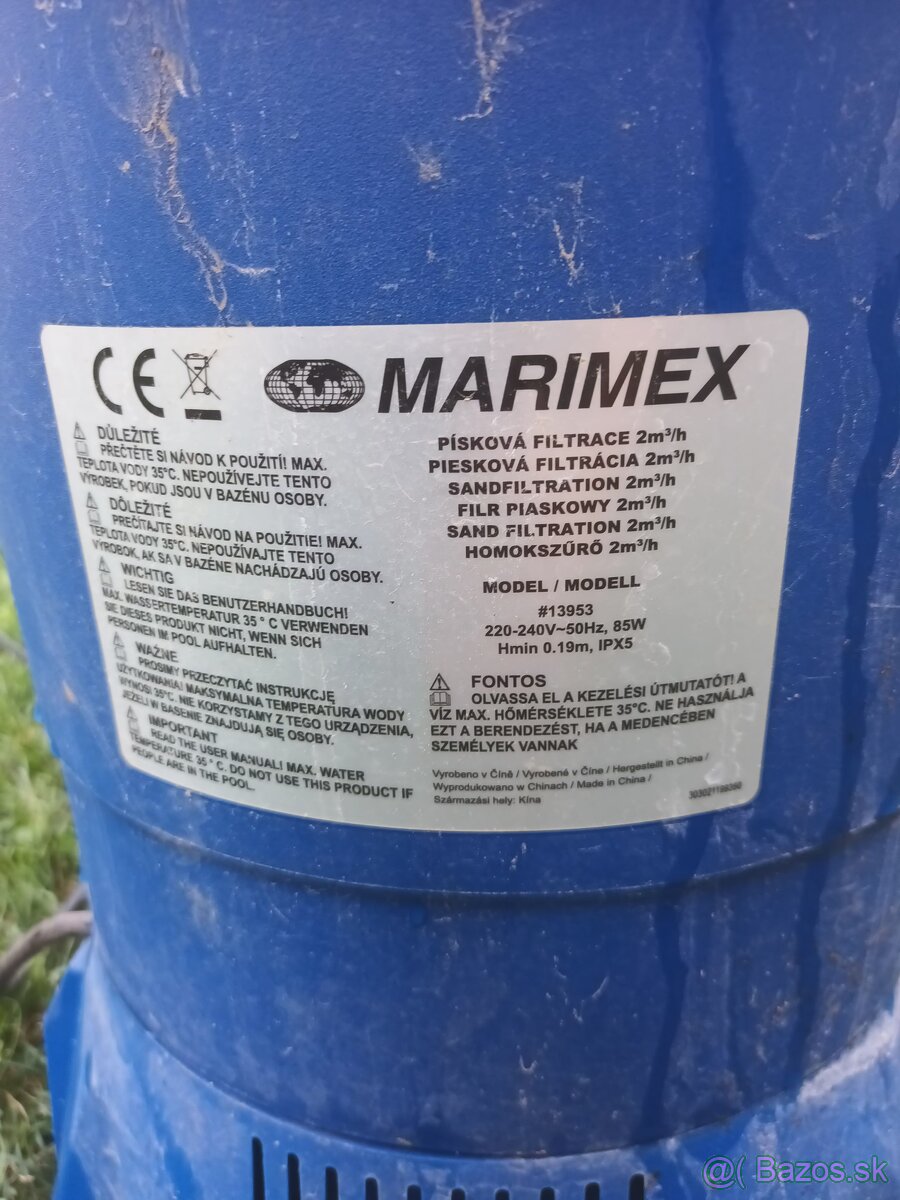 CE
MARIMEX
DŮLEŽITÉ
PŘEČTĚTE SI NÁVOD K POUŽITÍ! MAX.
TEPLOTA VODY 35°C. NEPOUŽÍVEJTE TENTO
VÝROBEK, POKUD JSOU V BAZÉNU OSOBY.
DÔLEŽITÉ
PREČÍTAJTE SI NÁVOD NA POUŽITIE! MAX.
TEPLOTA VODY 35°C. NEPOUŽÍVAJTE TENTO
VÝROBOK, AK SA V BAZÉNE NACHÁDZAJÚ OSOBY.
WICHTIG
LESEN SIE DAS BENUTZERHANDBUCH!
MAX. WASSERTEMPERATUR 35 ° C VERWENDEN
SIE DIESES PRODUKT NICHT, WENN SICH
PERSONEN IM POOL AUFHALTEN.
WAŻNE
PROSIMY PRZECZYTAĆ INSTRUKCJĘ
UŻYTKOWANIA! MAKSYMALNA TEMPERATURA WODY
WYNOSI 35°C. NIE KORZYSTAMY Z TEGO URZĄDZENIA,
JEŻELI W BASENIE ZNAJDUJĄ SIĘ OSOBY.
IMPORTANT
READ THE USER MANUAL! MAX. WATER
TEMPERATURE 35 ° C. DO NOT USE THIS PRODUCT IF
PEOPLE ARE IN THE POOL.
PÍSKOVÁ FILTRACE 2m³/h
PIESKOVÁ FILTRÁCIA 2m³/h
SANDFILTRATION 2m³/h
FILR PIASKOWY 2m³/h
SAND FILTRATION 2m³/h
HOMOKSZŰRŐ 2m³/h
MODEL / MODELL
#13953
220-240V~50Hz, 85W
Hmin 0.19m, IPX5
FONTOS
OLVASSA EL A KEZELÉSI ÚTMUTATÓT! A
VÍZ MAX. HŐMÉRSÉKLETE 35°C. NE HASZNÁLJA
EZT A BERENDEZÉST, HA A MEDENCÉBEN
SZEMÉLYEK VANNAK
Vyrobeno v Číně / Vyrobené v Číne / Hergestellt in China /
Wyprodukowano w Chinach / Made in China /
Származási hely: Kína
@( Bazos.sk